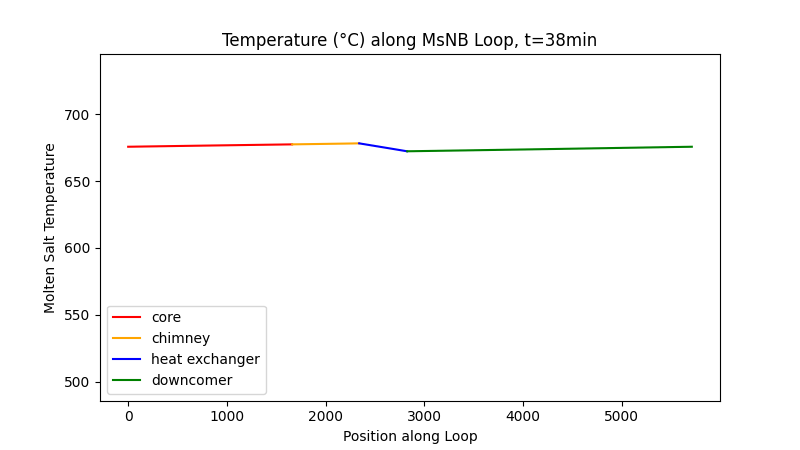 Temperature (°C) along MsNB Loop, t=38min
Molten Salt Temperature
700
650
600
550
500
core
chimney
heat exchanger
downcomer
0 1000 2000 3000 4000 5000
Position along Loop